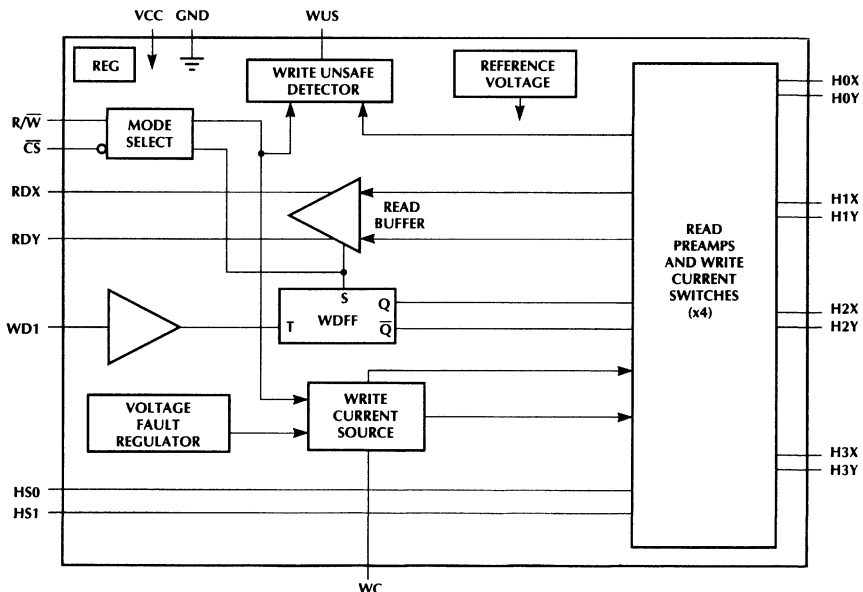 VCC GND
WUS
REG
WRITE UNSAFE
DETECTOR
REFERENCE
VOLTAGE
H0X
H0Y
R/W̅
C̅S̅
MODE
SELECT
RDX
RDY
READ
BUFFER
H1X
H1Y
READ
PREAMPS
AND WRITE
CURRENT
SWITCHES
(x4)
S
Q
WD1
T
WDFF
Q̅
H2X
H2Y
VOLTAGE
FAULT
REGULATOR
WRITE
CURRENT
SOURCE
H3X
H3Y
HS0
HS1
WC